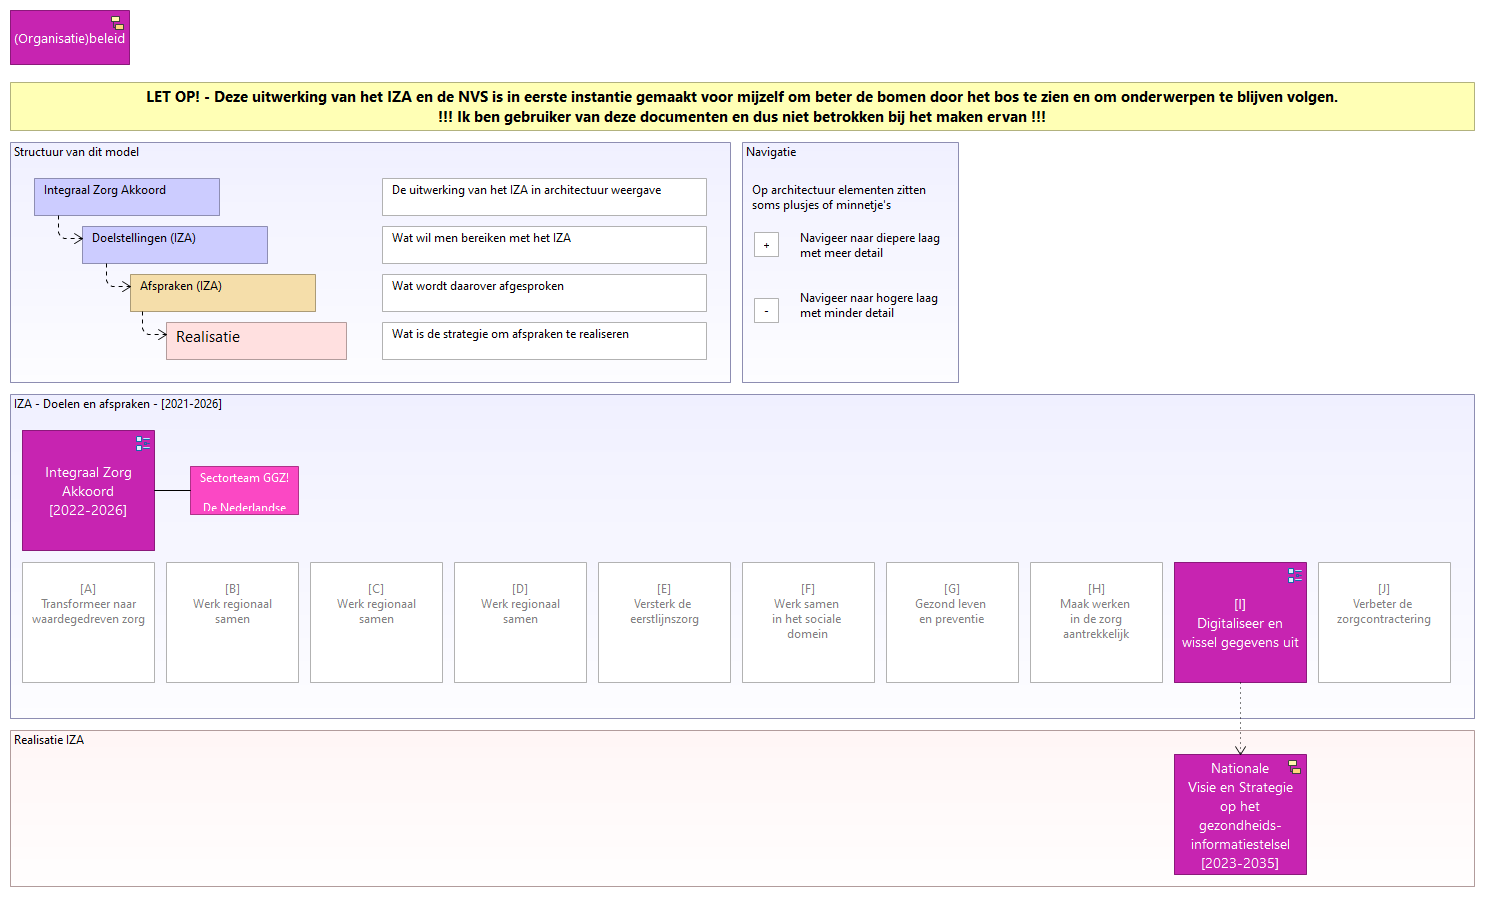 (Organisatie)beleid
LET OP! - Deze uitwerking van het IZA en de NVS is in eerste instantie gemaakt voor mijzelf om beter de bomen door het bos te zien en om onderwerpen te blijven volgen.
!!! Ik ben gebruiker van deze documenten en dus niet betrokken bij het maken ervan !!!
Structuur van dit model
Integraal Zorg Akkoord
De uitwerking van het IZA in architectuur weergave
Doelstellingen (IZA)
Wat wil men bereiken met het IZA
Afspraken (IZA)
Wat wordt daarover afgesproken
Realisatie
Wat is de strategie om afspraken te realiseren
Navigatie
Op architectuur elementen zitten
soms plusjes of minnetje's
+
Navigeer naar diepere laag
met meer detail
-
Navigeer naar hogere laag
met minder detail
IZA - Doelen en afspraken - [2021-2026]
Integraal Zorg
Akkoord
[2022-2026]
Sectorteam GGZ!
De Nederlandse
[A]
Transformeer naar
waardegedreven zorg
[B]
Werk regionaal
samen
[C]
Werk regionaal
samen
[D]
Werk regionaal
samen
[E]
Versterk de
eerstlijnszorg
[F]
Werk samen
in het sociale
domein
[G]
Gezond leven
en preventie
[H]
Maak werken
in de zorg
aantrekkelijk
[I]
Digitaliseer en
wissel gegevens uit
[J]
Verbeter de
zorgcontractering
Realisatie IZA
Nationale
Visie en Strategie
op het
gezondheids-
informatiestelsel
[2023-2035]